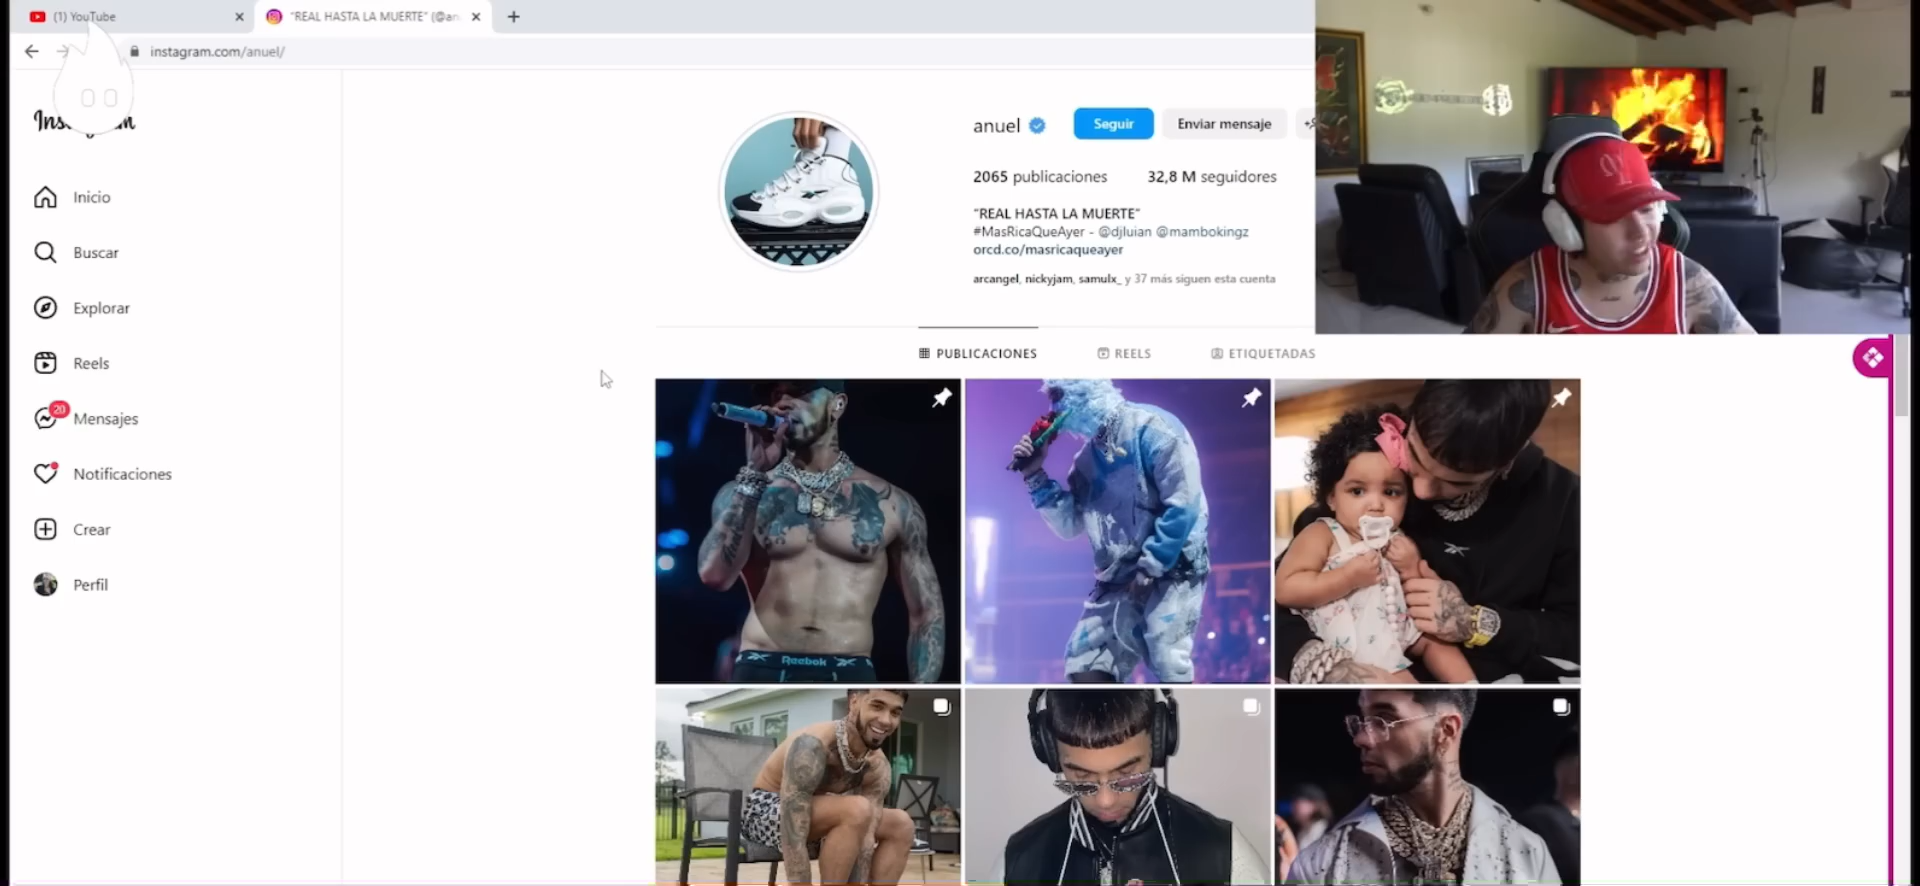 (1) YouTube
"REAL HASTA LA MUERTE" (@an
instagram.com/anuel/
Instagram
anuel
Seguir
Enviar mensaje
2065 publicaciones
32,8 M seguidores
"REAL HASTA LA MUERTE"
#MasRicaQueAyer - @djluian @mambokingz
orcd.co/masricaqueayer
arcangel, nickyjam, samulx_ y 37 más siguen esta cuenta
Inicio
Buscar
Explorar
Reels
20
Mensajes
Notificaciones
Crear
Perfil
PUBLICACIONES
REELS
ETIQUETADAS
Reebok